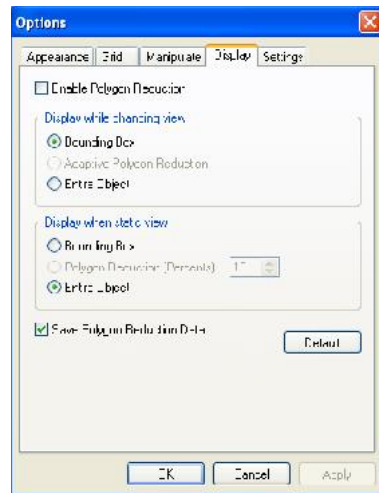 Options
Appearance Grid Manipulate Display Settings
Enable Polygon Reduction
Display while changing view
Bounding Box
Adaptive Polygon Reduction
Entire Object
Display when static view
Bounding Box
Polygon Reduction (Percents)
Entire Object
Save Polygon Reduction Data
Default
OK Cancel Apply